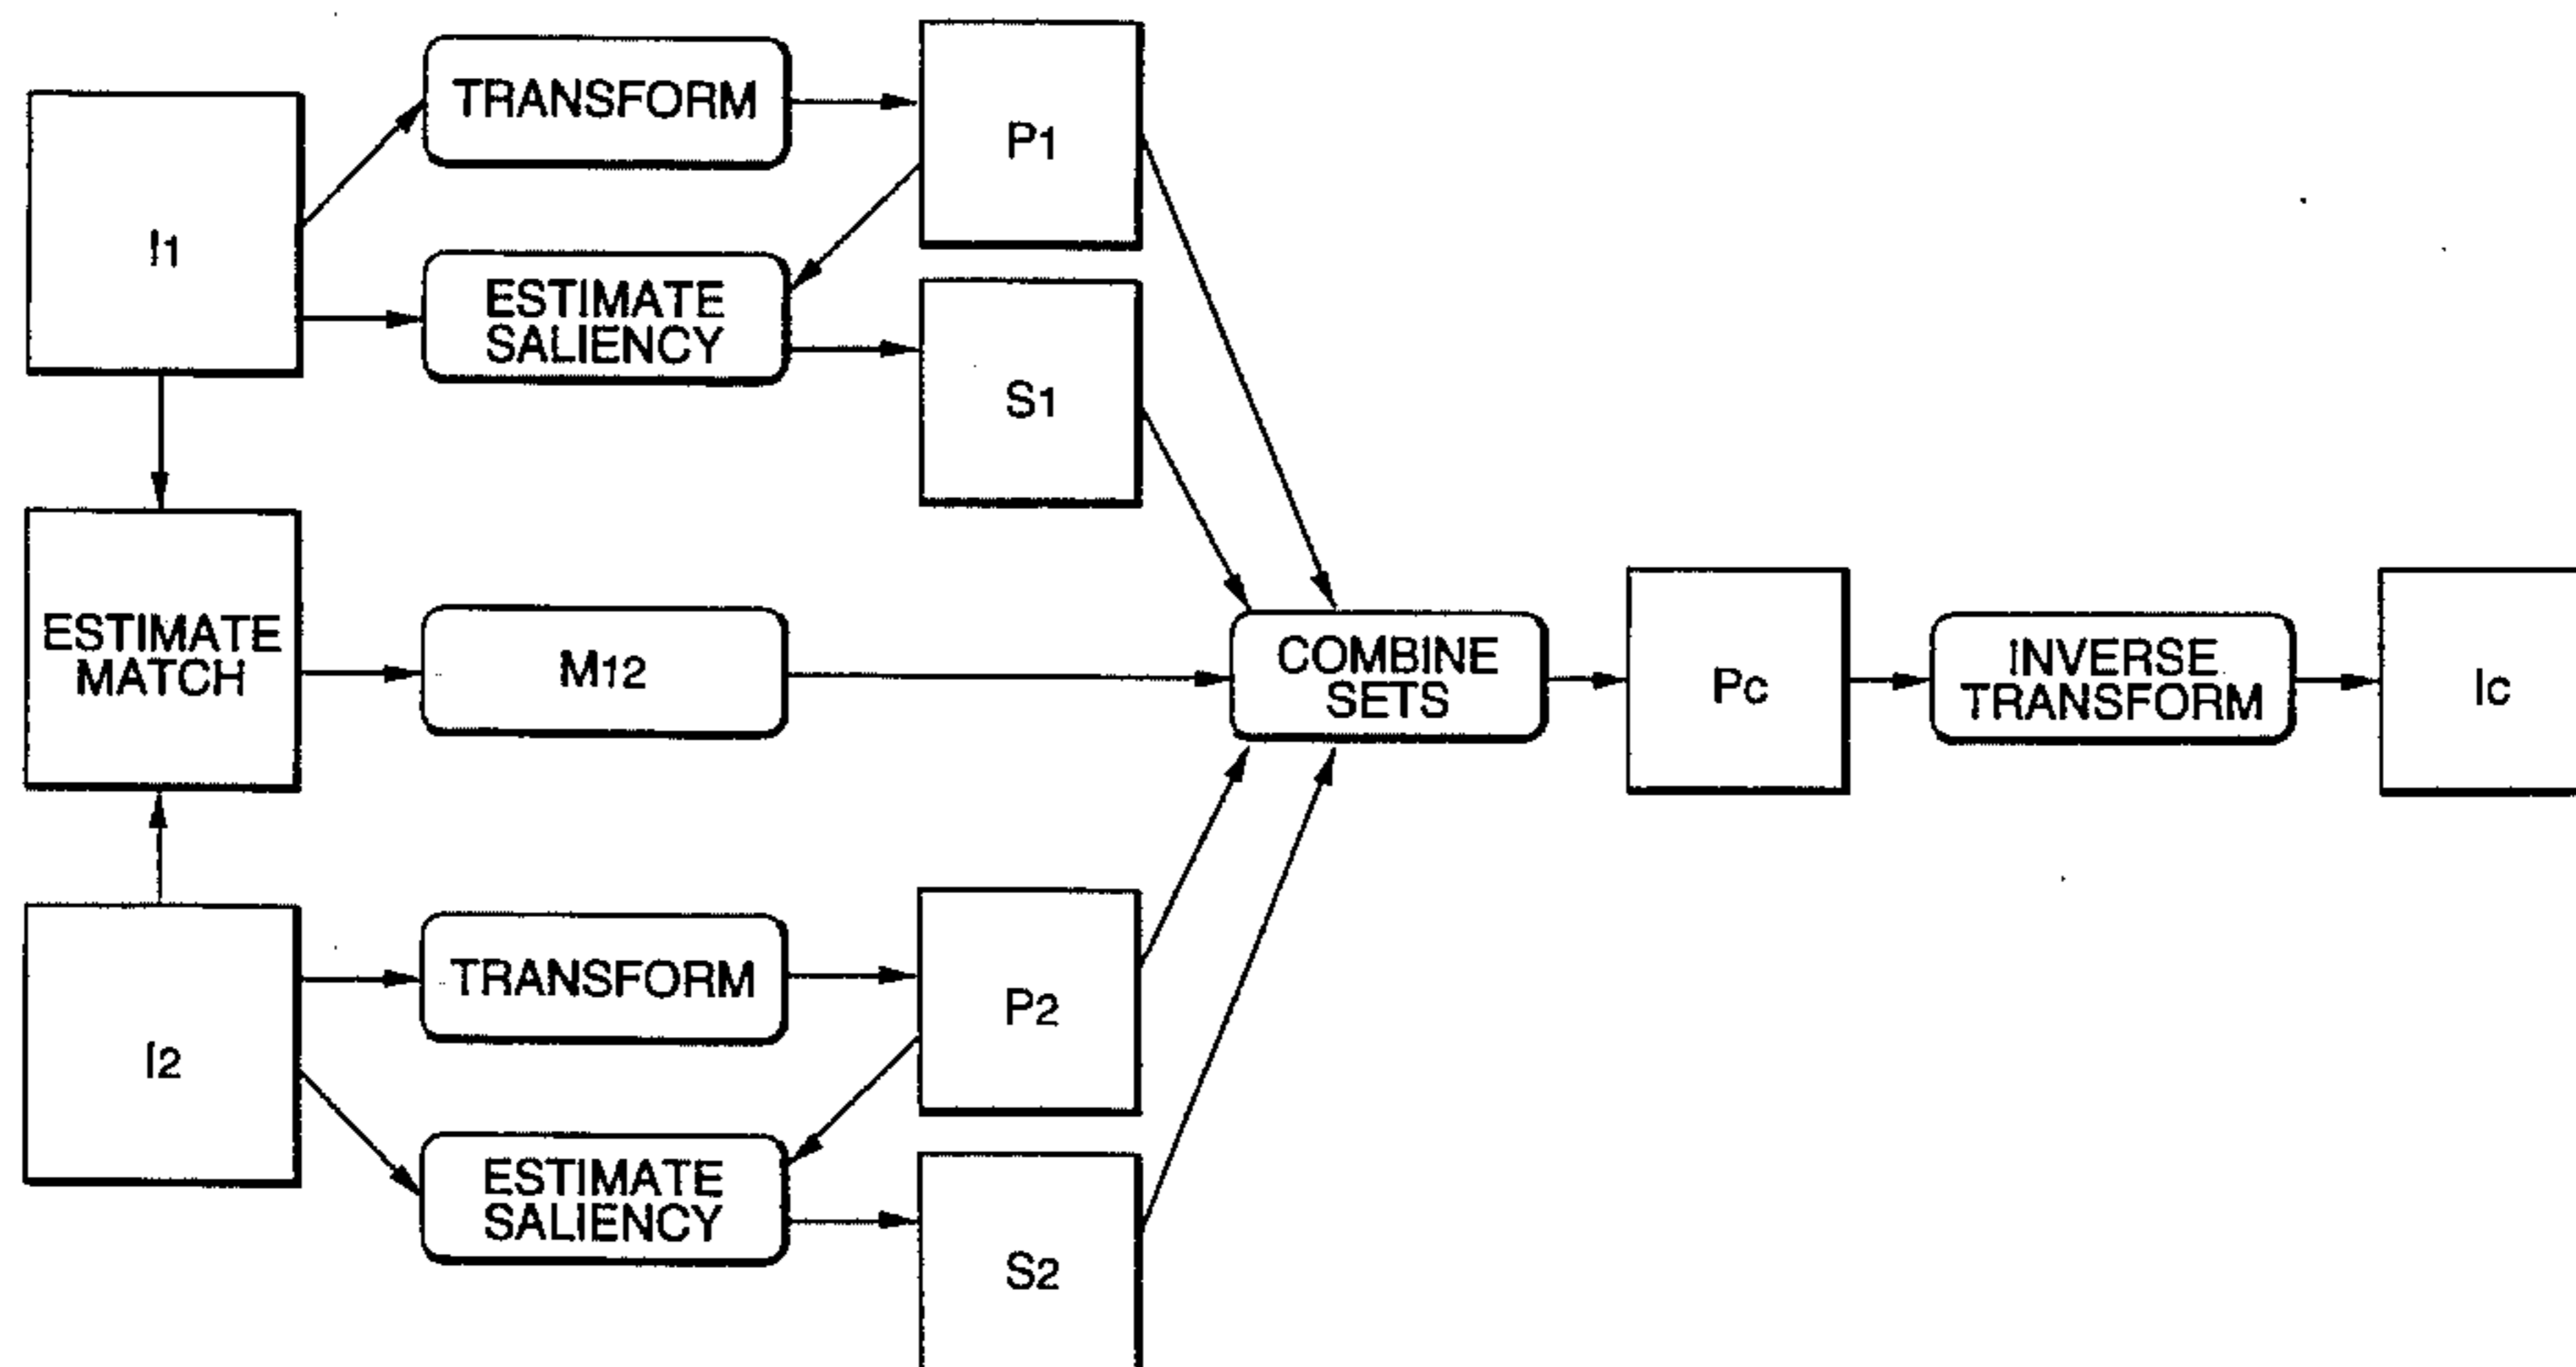 TRANSFORM
P1
I1
ESTIMATE
SALIENCY
S1
ESTIMATE
MATCH
M12
COMBINE
SETS
PC
INVERSE
TRANSFORM
IC
TRANSFORM
P2
I2
ESTIMATE
SALIENCY
S2